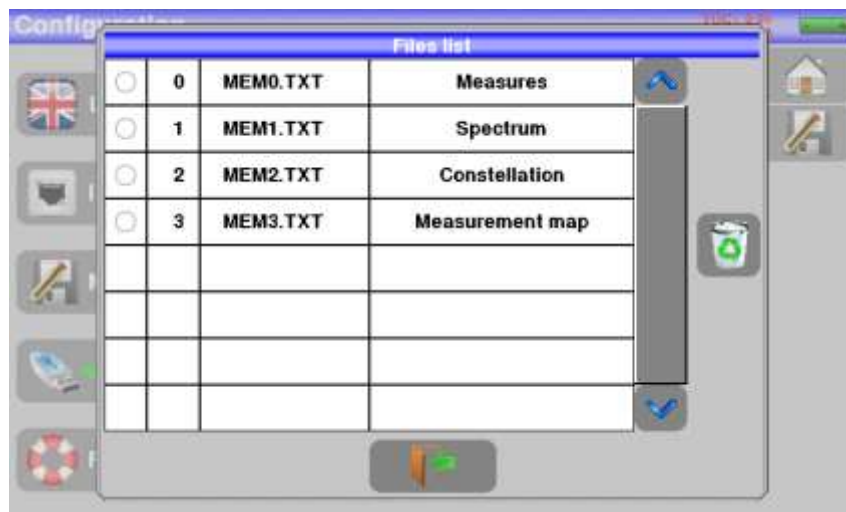 Files list
0 MEM0.TXT Measures
1 MEM1.TXT Spectrum
2 MEM2.TXT Constellation
3 MEM3.TXT Measurement map